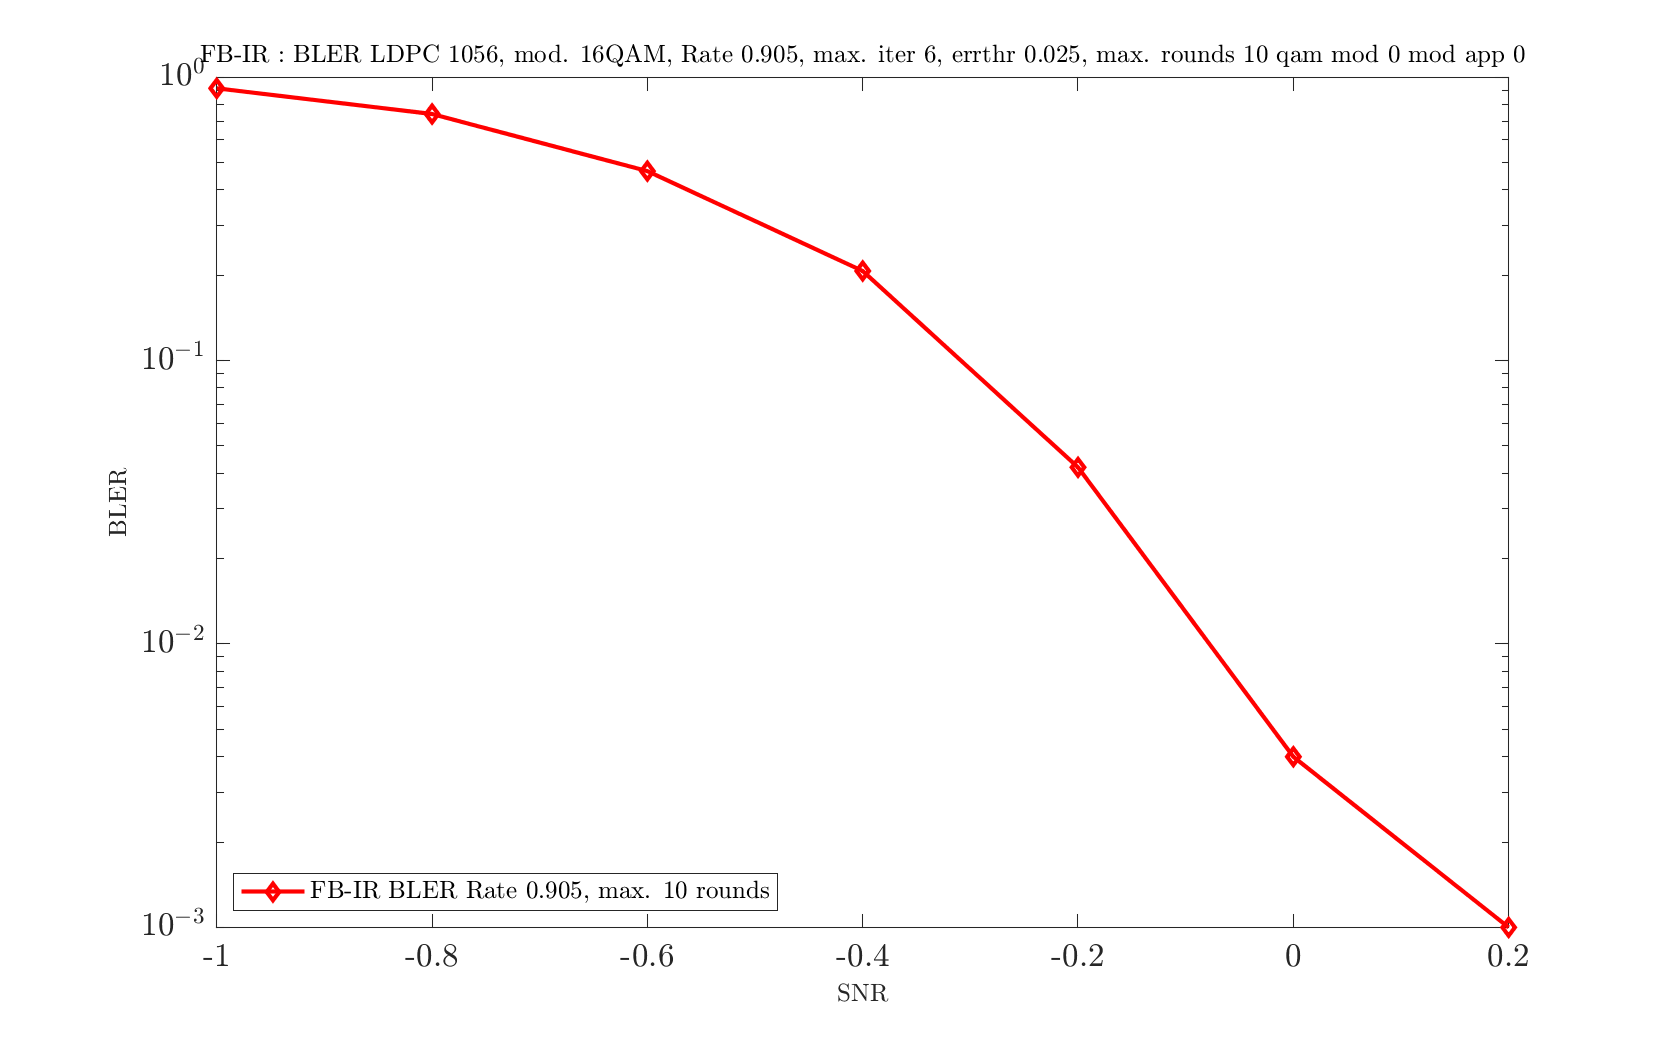 FB-IR : BLER LDPC 1056, mod. 16QAM, Rate 0.905, max. iter 6, errthr 0.025, max. rounds 10 qam mod 0 mod app 0
10^0
10^{-1}
10^{-2}
10^{-3}
BLER
FB-IR BLER Rate 0.905, max. 10 rounds
-1 -0.8 -0.6 -0.4 -0.2 0 0.2
SNR